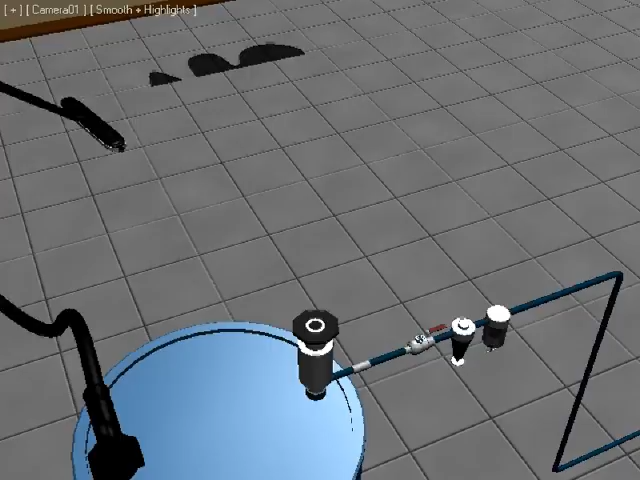 [ + ] [ Camera01 ] [ Smooth + Highlights ]